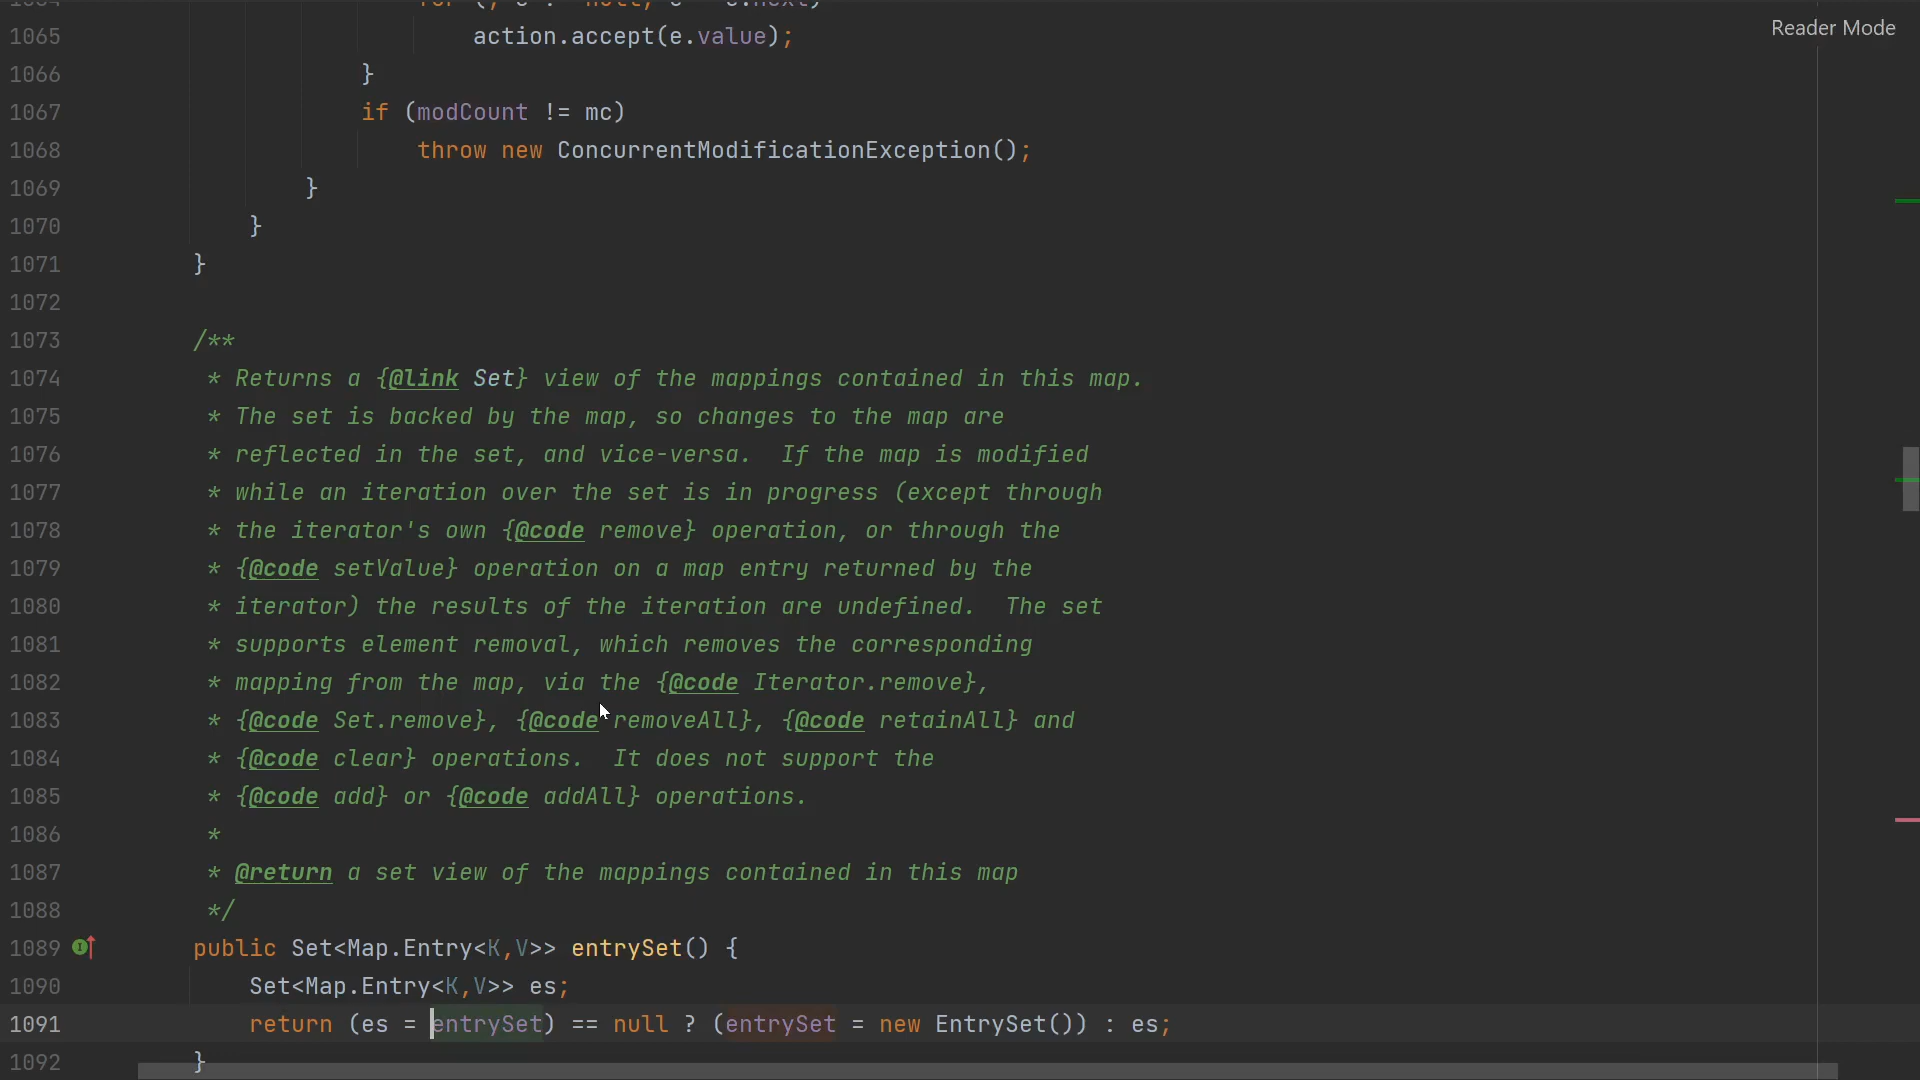 1064 for (; e != null; e = e.next)
Reader Mode
1065 action.accept(e.value);
1066 }
1067 if (modCount != mc)
1068 throw new ConcurrentModificationException();
1069 }
1070 }
1071 }
1072
1073 /**
1074 * Returns a {@link Set} view of the mappings contained in this map.
1075 * The set is backed by the map, so changes to the map are
1076 * reflected in the set, and vice-versa.  If the map is modified
1077 * while an iteration over the set is in progress (except through
1078 * the iterator's own {@code remove} operation, or through the
1079 * {@code setValue} operation on a map entry returned by the
1080 * iterator) the results of the iteration are undefined.  The set
1081 * supports element removal, which removes the corresponding
1082 * mapping from the map, via the {@code Iterator.remove},
1083 * {@code Set.remove}, {@code removeAll}, {@code retainAll} and
1084 * {@code clear} operations.  It does not support the
1085 * {@code add} or {@code addAll} operations.
1086 *
1087 * @return a set view of the mappings contained in this map
1088 */
1089 public Set<Map.Entry<K,V>> entrySet() {
1090 Set<Map.Entry<K,V>> es;
1091 return (es = entrySet) == null ? (entrySet = new EntrySet()) : es;
1092 }